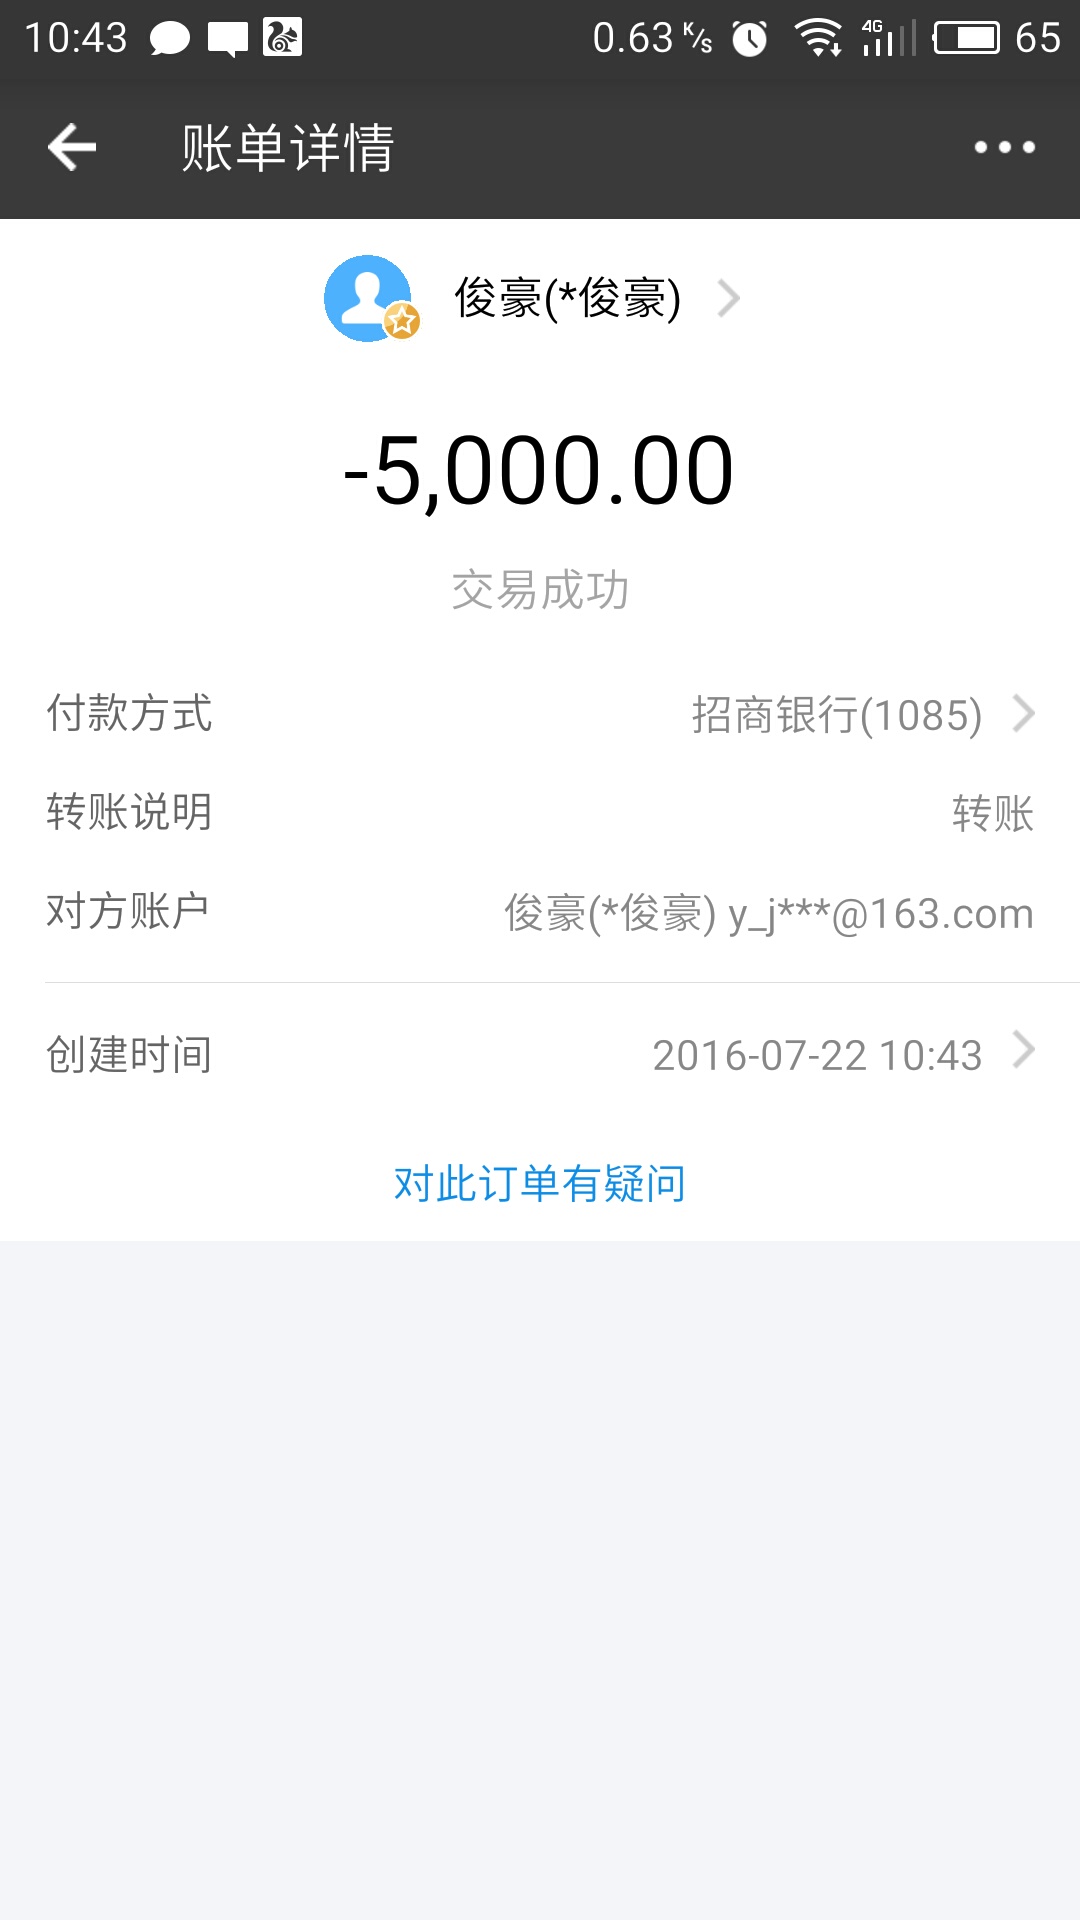 10:43 0.63 K/s 4G 65
账单详情
俊豪(*俊豪)
-5,000.00
交易成功
付款方式 招商银行(1085)
转账说明 转账
对方账户 俊豪(*俊豪) y_j***@163.com
创建时间 2016-07-22 10:43
对此订单有疑问